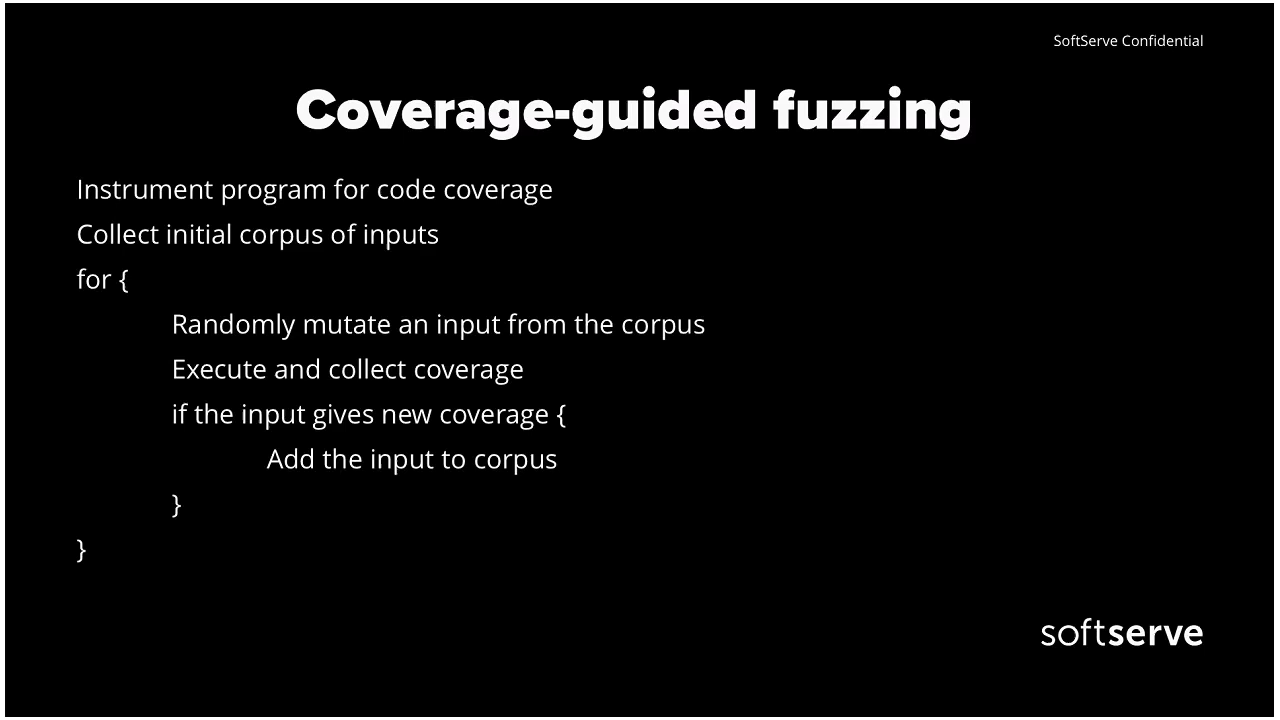 SoftServe Confidential
Coverage-guided fuzzing
Instrument program for code coverage
Collect initial corpus of inputs
for {
Randomly mutate an input from the corpus
Execute and collect coverage
if the input gives new coverage {
Add the input to corpus
}
}
softserve